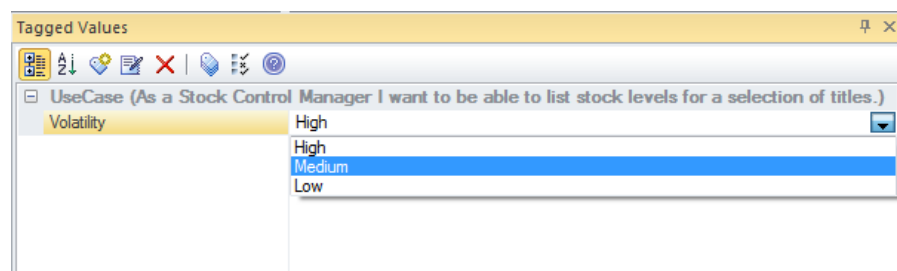 Tagged Values
UseCase (As a Stock Control Manager I want to be able to list stock levels for a selection of titles.)
Volatility High
High
Medium
Low